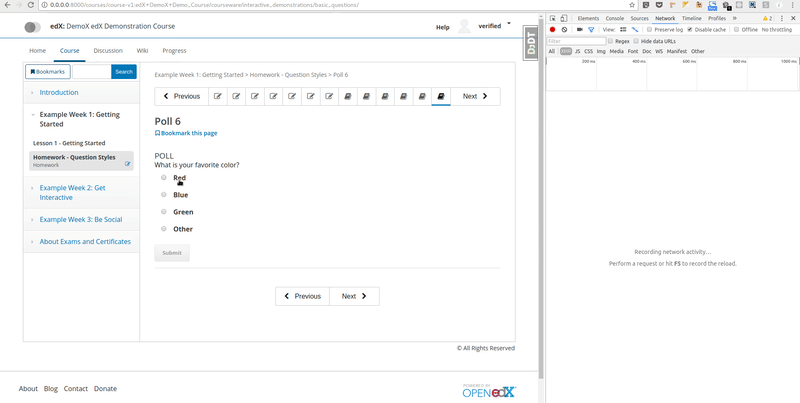 0.0.0.0:8000/courses/course-v1:edX+DemoX+Demo_Course/courseware/interactive_demonstrations/basic_questions/
edX: DemoX edX Demonstration Course
Help
verified
DjDT
Home Course Discussion Wiki Progress
Bookmarks
Search
Introduction
Example Week 1: Getting Started
Lesson 1 - Getting Started
Homework - Question Styles
Homework
Example Week 2: Get Interactive
Example Week 3: Be Social
About Exams and Certificates
Example Week 1: Getting Started > Homework - Question Styles > Poll 6
Previous
Next
Poll 6
Bookmark this page
POLL
What is your favorite color?
Red
Blue
Green
Other
Submit
Previous
Next
© All Rights Reserved
About Blog Contact Donate
POWERED BY
OPEN edX
Elements Console Sources Network Timeline Profiles
2
View: Preserve log Disable cache Offline No throttling
Filter Regex Hide data URLs
All XHR JS CSS Img Media Font Doc WS Manifest Other
200 ms 400 ms 600 ms 800 ms 1000 ms
Recording network activity…
Perform a request or hit F5 to record the reload.